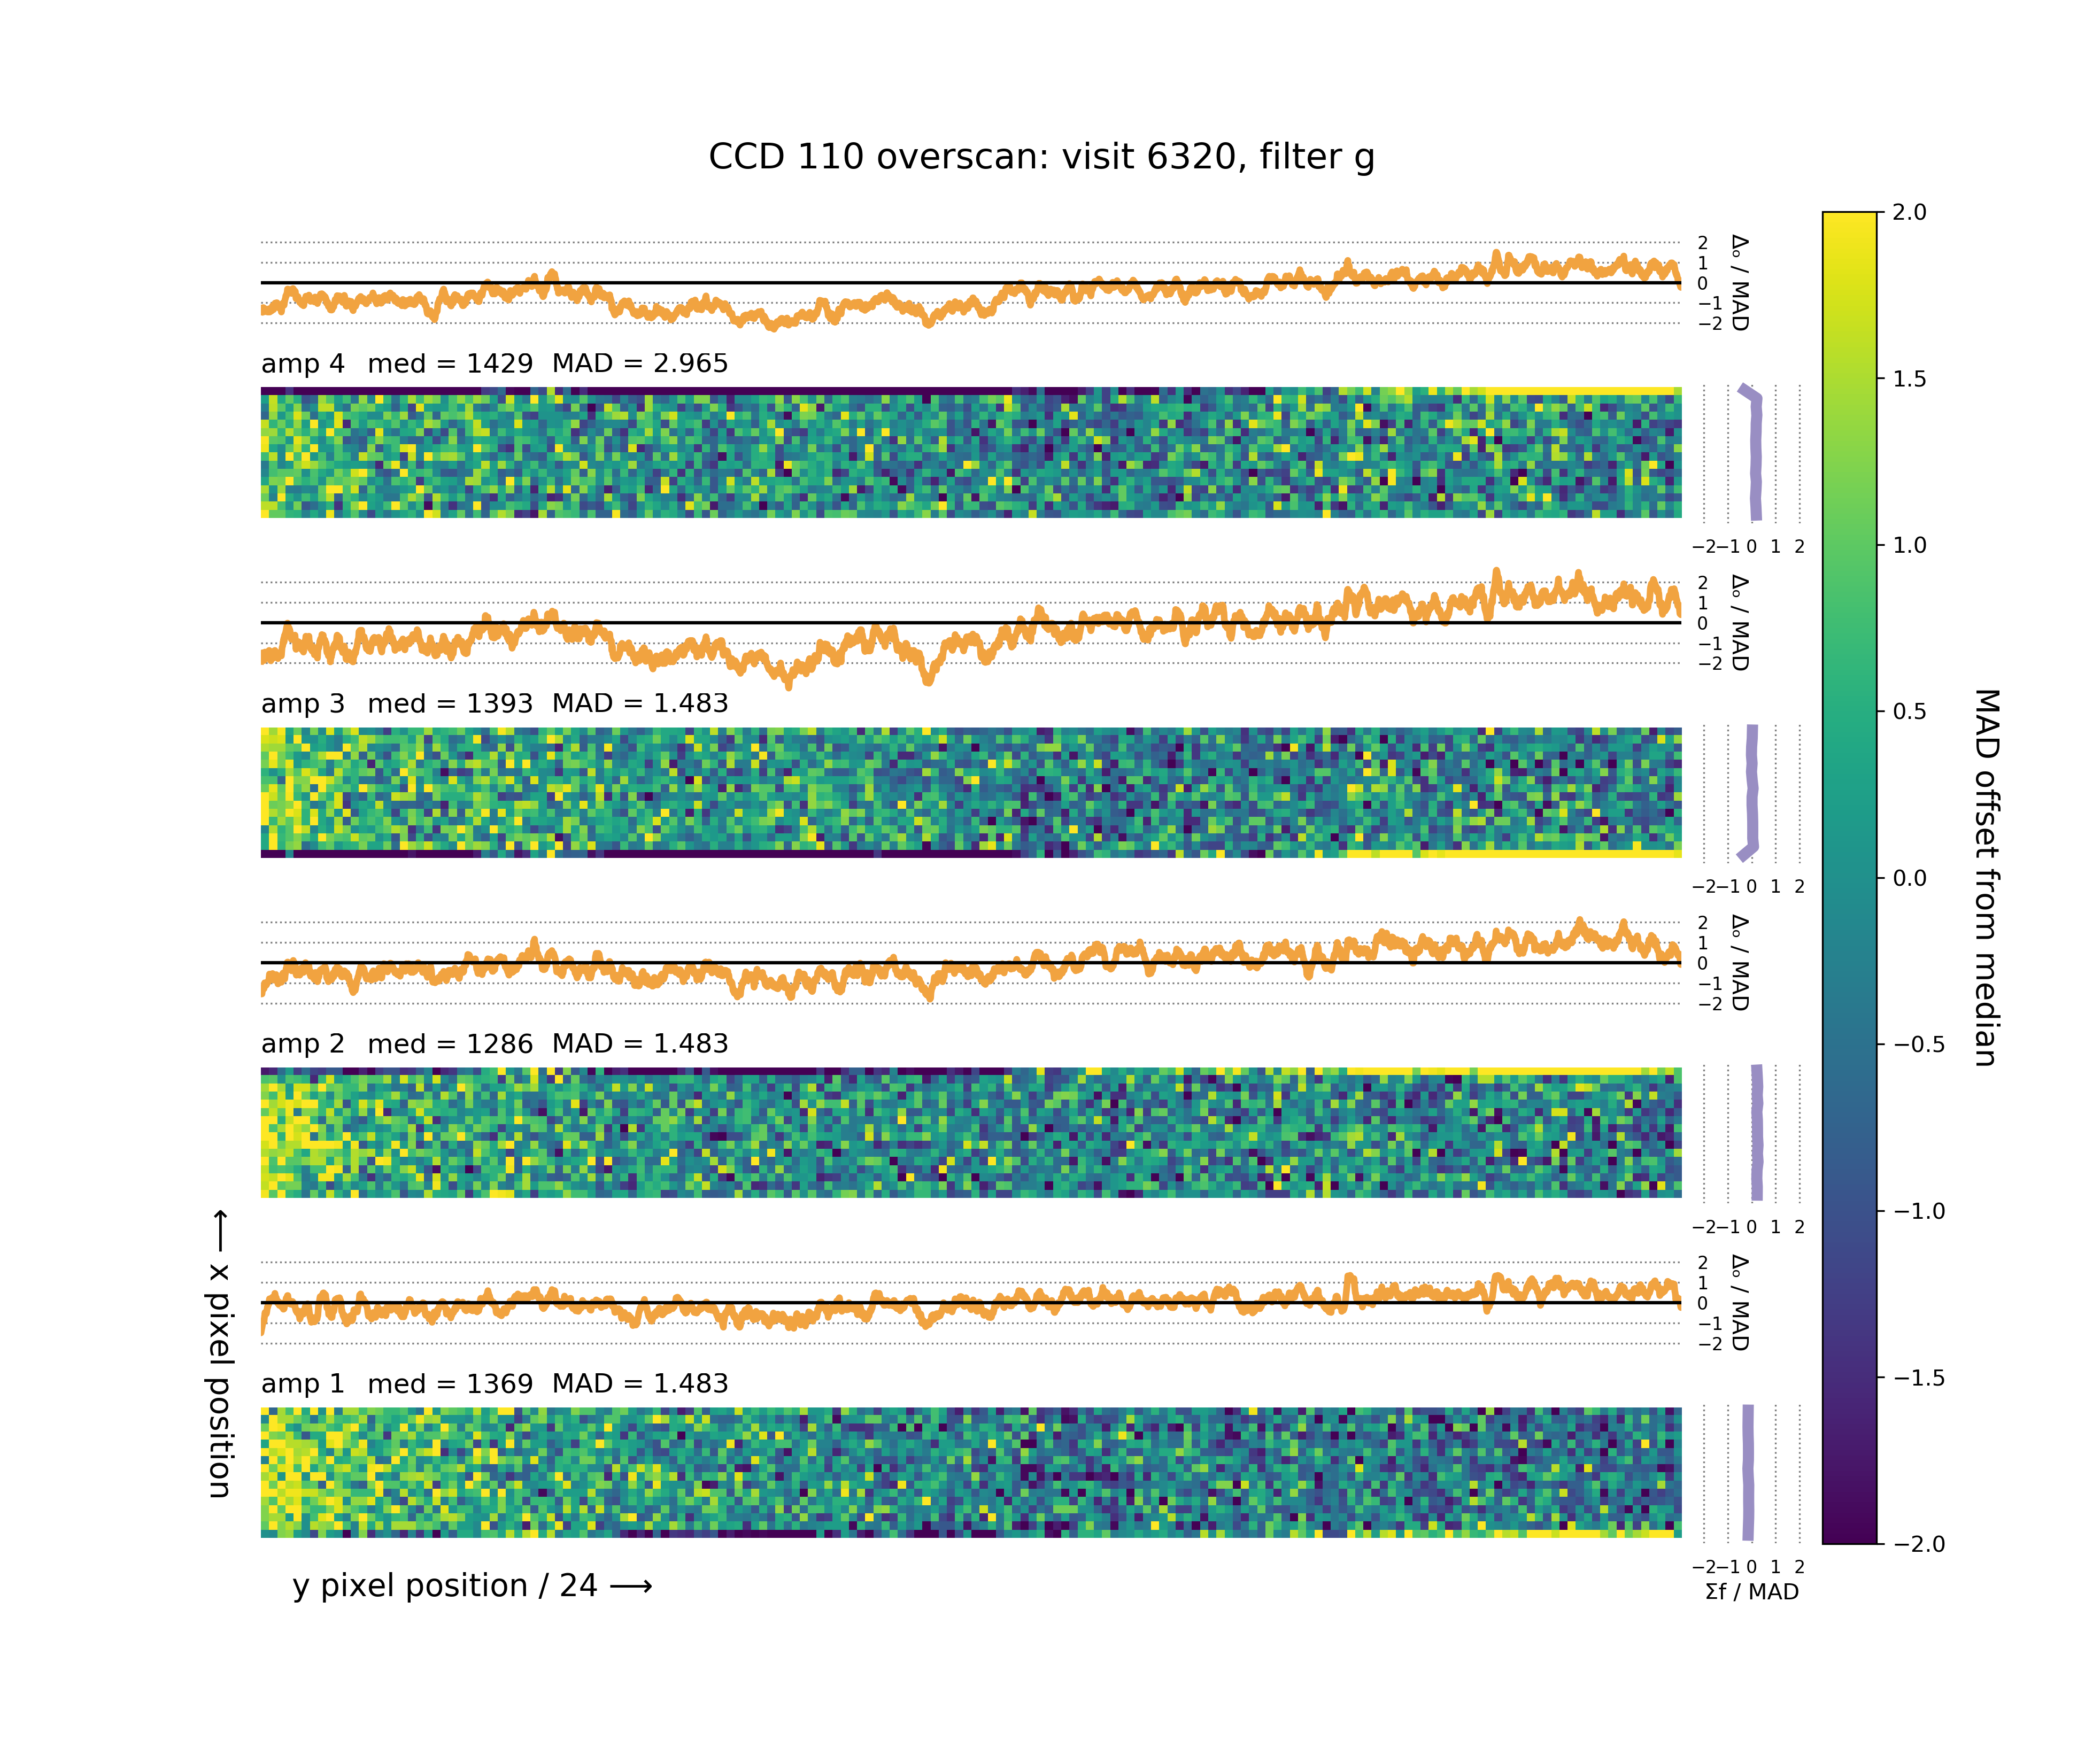 CCD 110 overscan: visit 6320, filter g
2
1
0
−1
−2
Δₒ / MAD
amp 4 med = 1429 MAD = 2.965
−2 −1 0 1 2
2
1
0
−1
−2
Δₒ / MAD
amp 3 med = 1393 MAD = 1.483
−2 −1 0 1 2
2
1
0
−1
−2
Δₒ / MAD
amp 2 med = 1286 MAD = 1.483
−2 −1 0 1 2
2
1
0
−1
−2
Δₒ / MAD
amp 1 med = 1369 MAD = 1.483
−2 −1 0 1 2
Σf / MAD
⟵ x pixel position
y pixel position / 24 ⟶
2.0
1.5
1.0
0.5
0.0
−0.5
−1.0
−1.5
−2.0
MAD offset from median